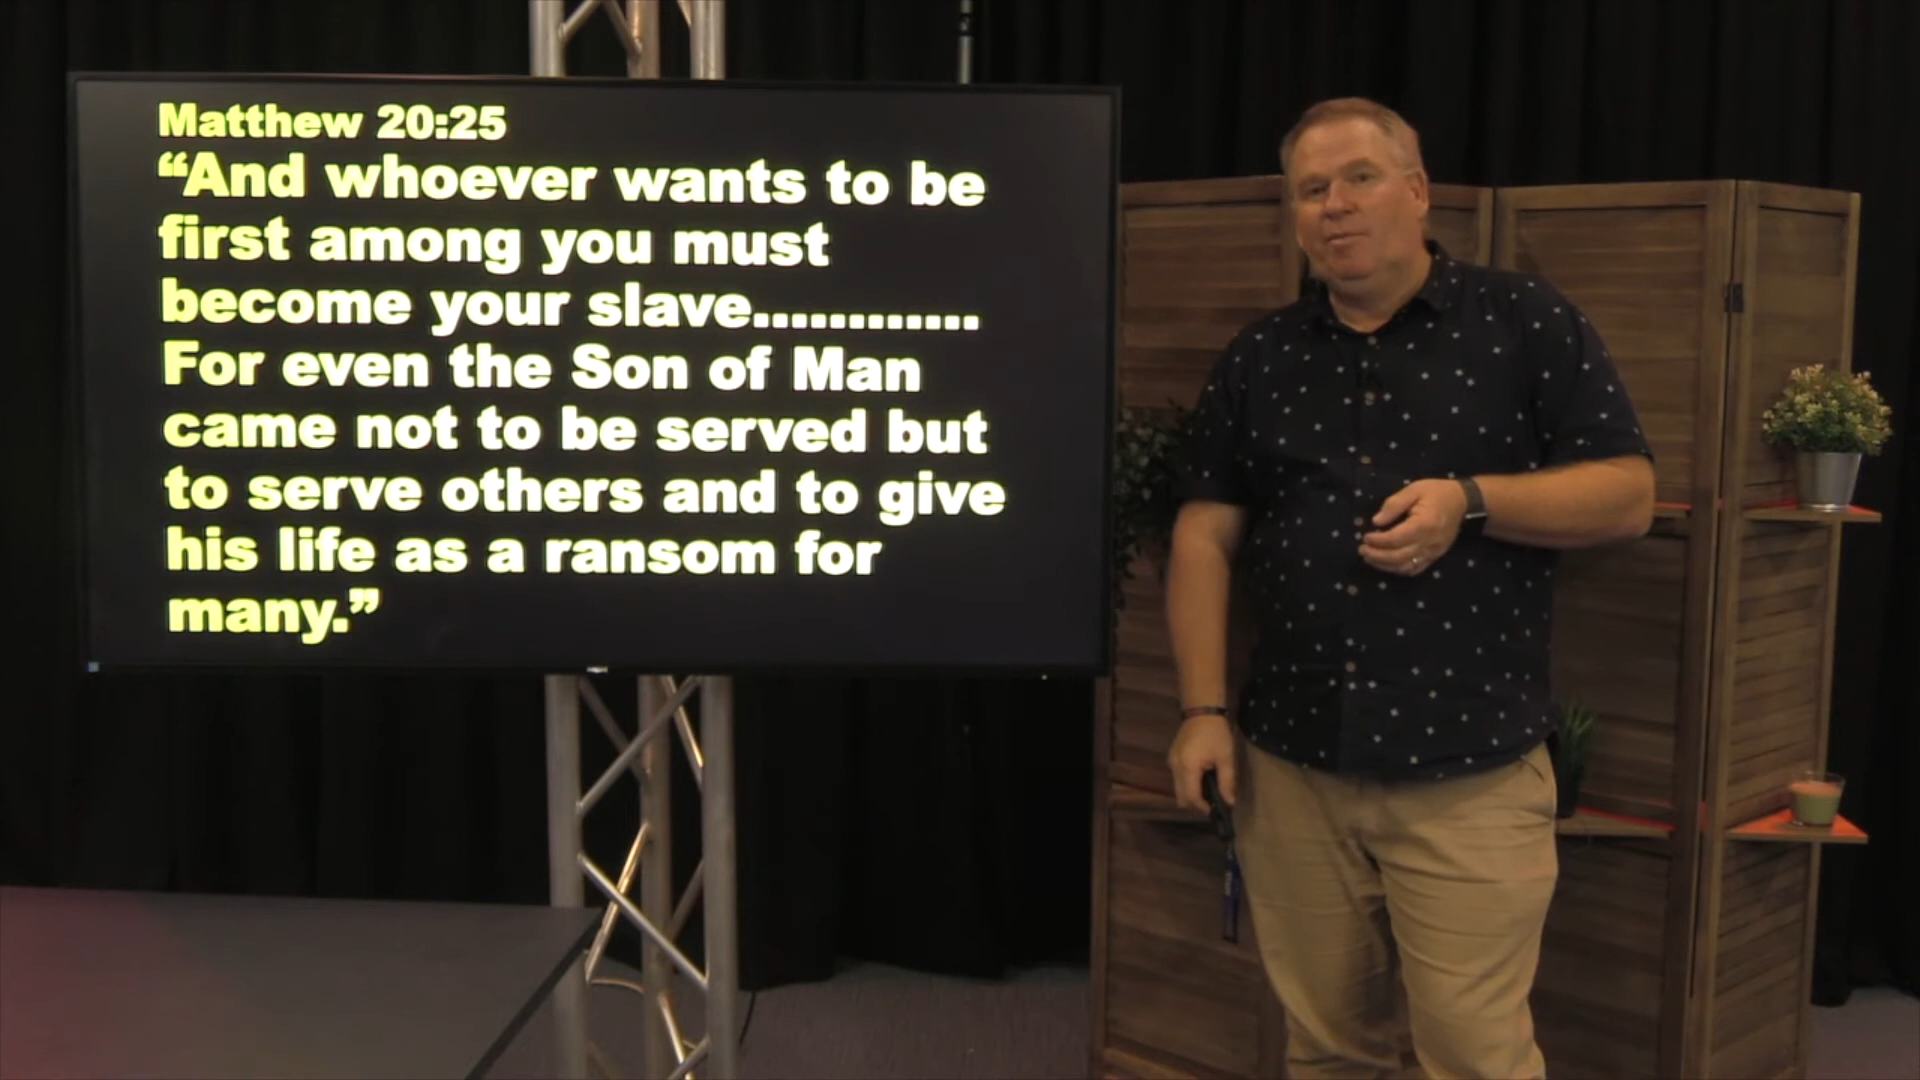 Matthew 20:25
“And whoever wants to be
first among you must
become your slave............
For even the Son of Man
came not to be served but
to serve others and to give
his life as a ransom for
many.”